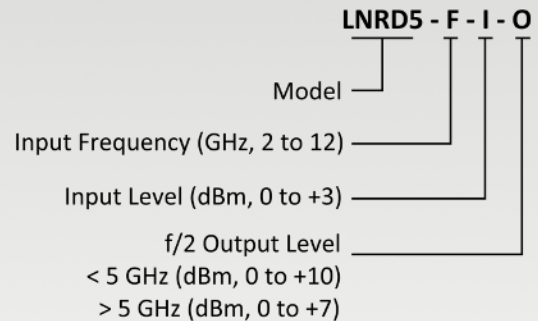 LNRD5 - F - I - O
Model
Input Frequency (GHz, 2 to 12)
Input Level (dBm, 0 to +3)
f/2 Output Level
< 5 GHz (dBm, 0 to +10)
> 5 GHz (dBm, 0 to +7)